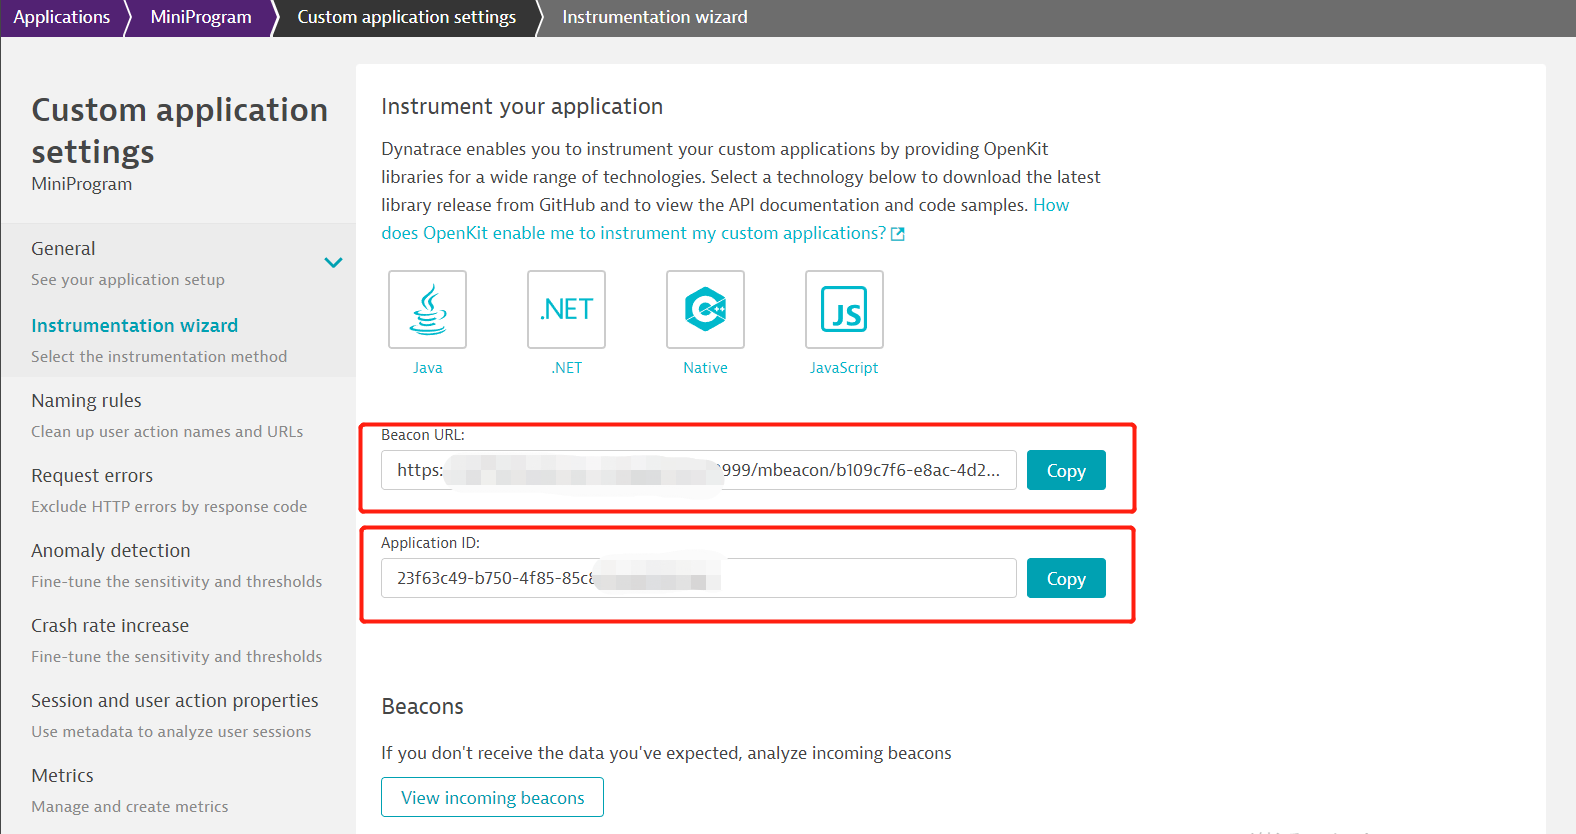 Applications MiniProgram Custom application settings Instrumentation wizard
Custom application
settings
MiniProgram
General
See your application setup
Instrumentation wizard
Select the instrumentation method
Naming rules
Clean up user action names and URLs
Request errors
Exclude HTTP errors by response code
Anomaly detection
Fine-tune the sensitivity and thresholds
Crash rate increase
Fine-tune the sensitivity and thresholds
Session and user action properties
Use metadata to analyze user sessions
Metrics
Manage and create metrics
Instrument your application
Dynatrace enables you to instrument your custom applications by providing OpenKit
libraries for a wide range of technologies. Select a technology below to download the latest
library release from GitHub and to view the API documentation and code samples. How
does OpenKit enable me to instrument my custom applications?
.NET C++ JS
Java .NET Native JavaScript
Beacon URL:
https: 999/mbeacon/b109c7f6-e8ac-4d2... Copy
Application ID:
23f63c49-b750-4f85-85c8 Copy
Beacons
If you don't receive the data you've expected, analyze incoming beacons
View incoming beacons